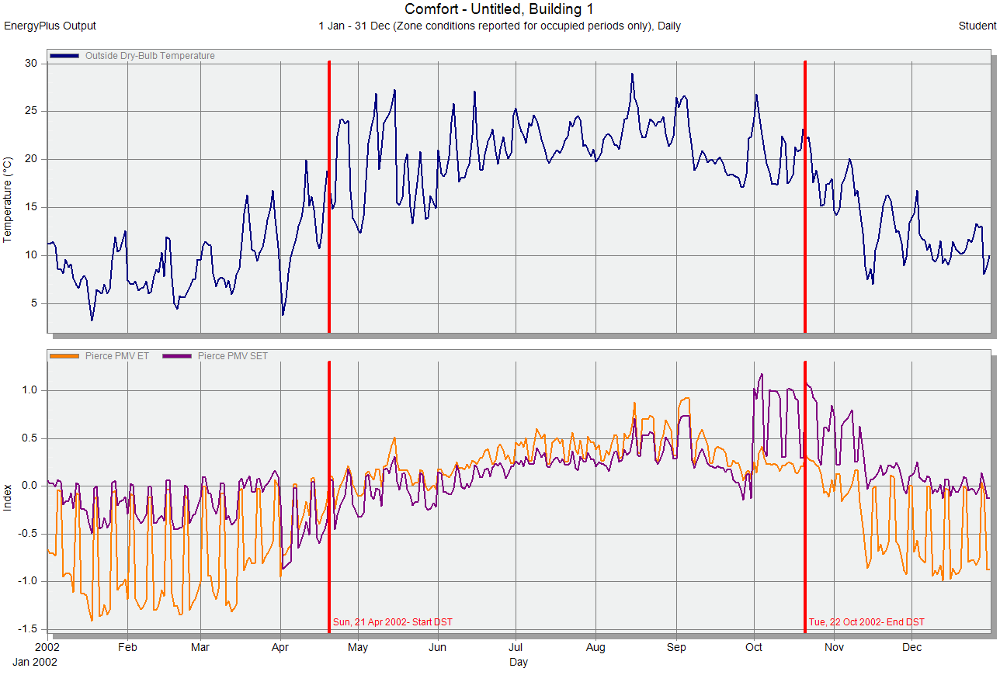 Comfort - Untitled, Building 1
EnergyPlus Output
1 Jan - 31 Dec (Zone conditions reported for occupied periods only), Daily
Student
Outside Dry-Bulb Temperature
30
25
20
15
10
5
Temperature (°C)
Pierce PMV ET
Pierce PMV SET
1.0
0.5
0.0
-0.5
-1.0
-1.5
Index
Sun, 21 Apr 2002- Start DST
Tue, 22 Oct 2002- End DST
2002 Feb Mar Apr May Jun Jul Aug Sep Oct Nov Dec
Jan 2002
Day